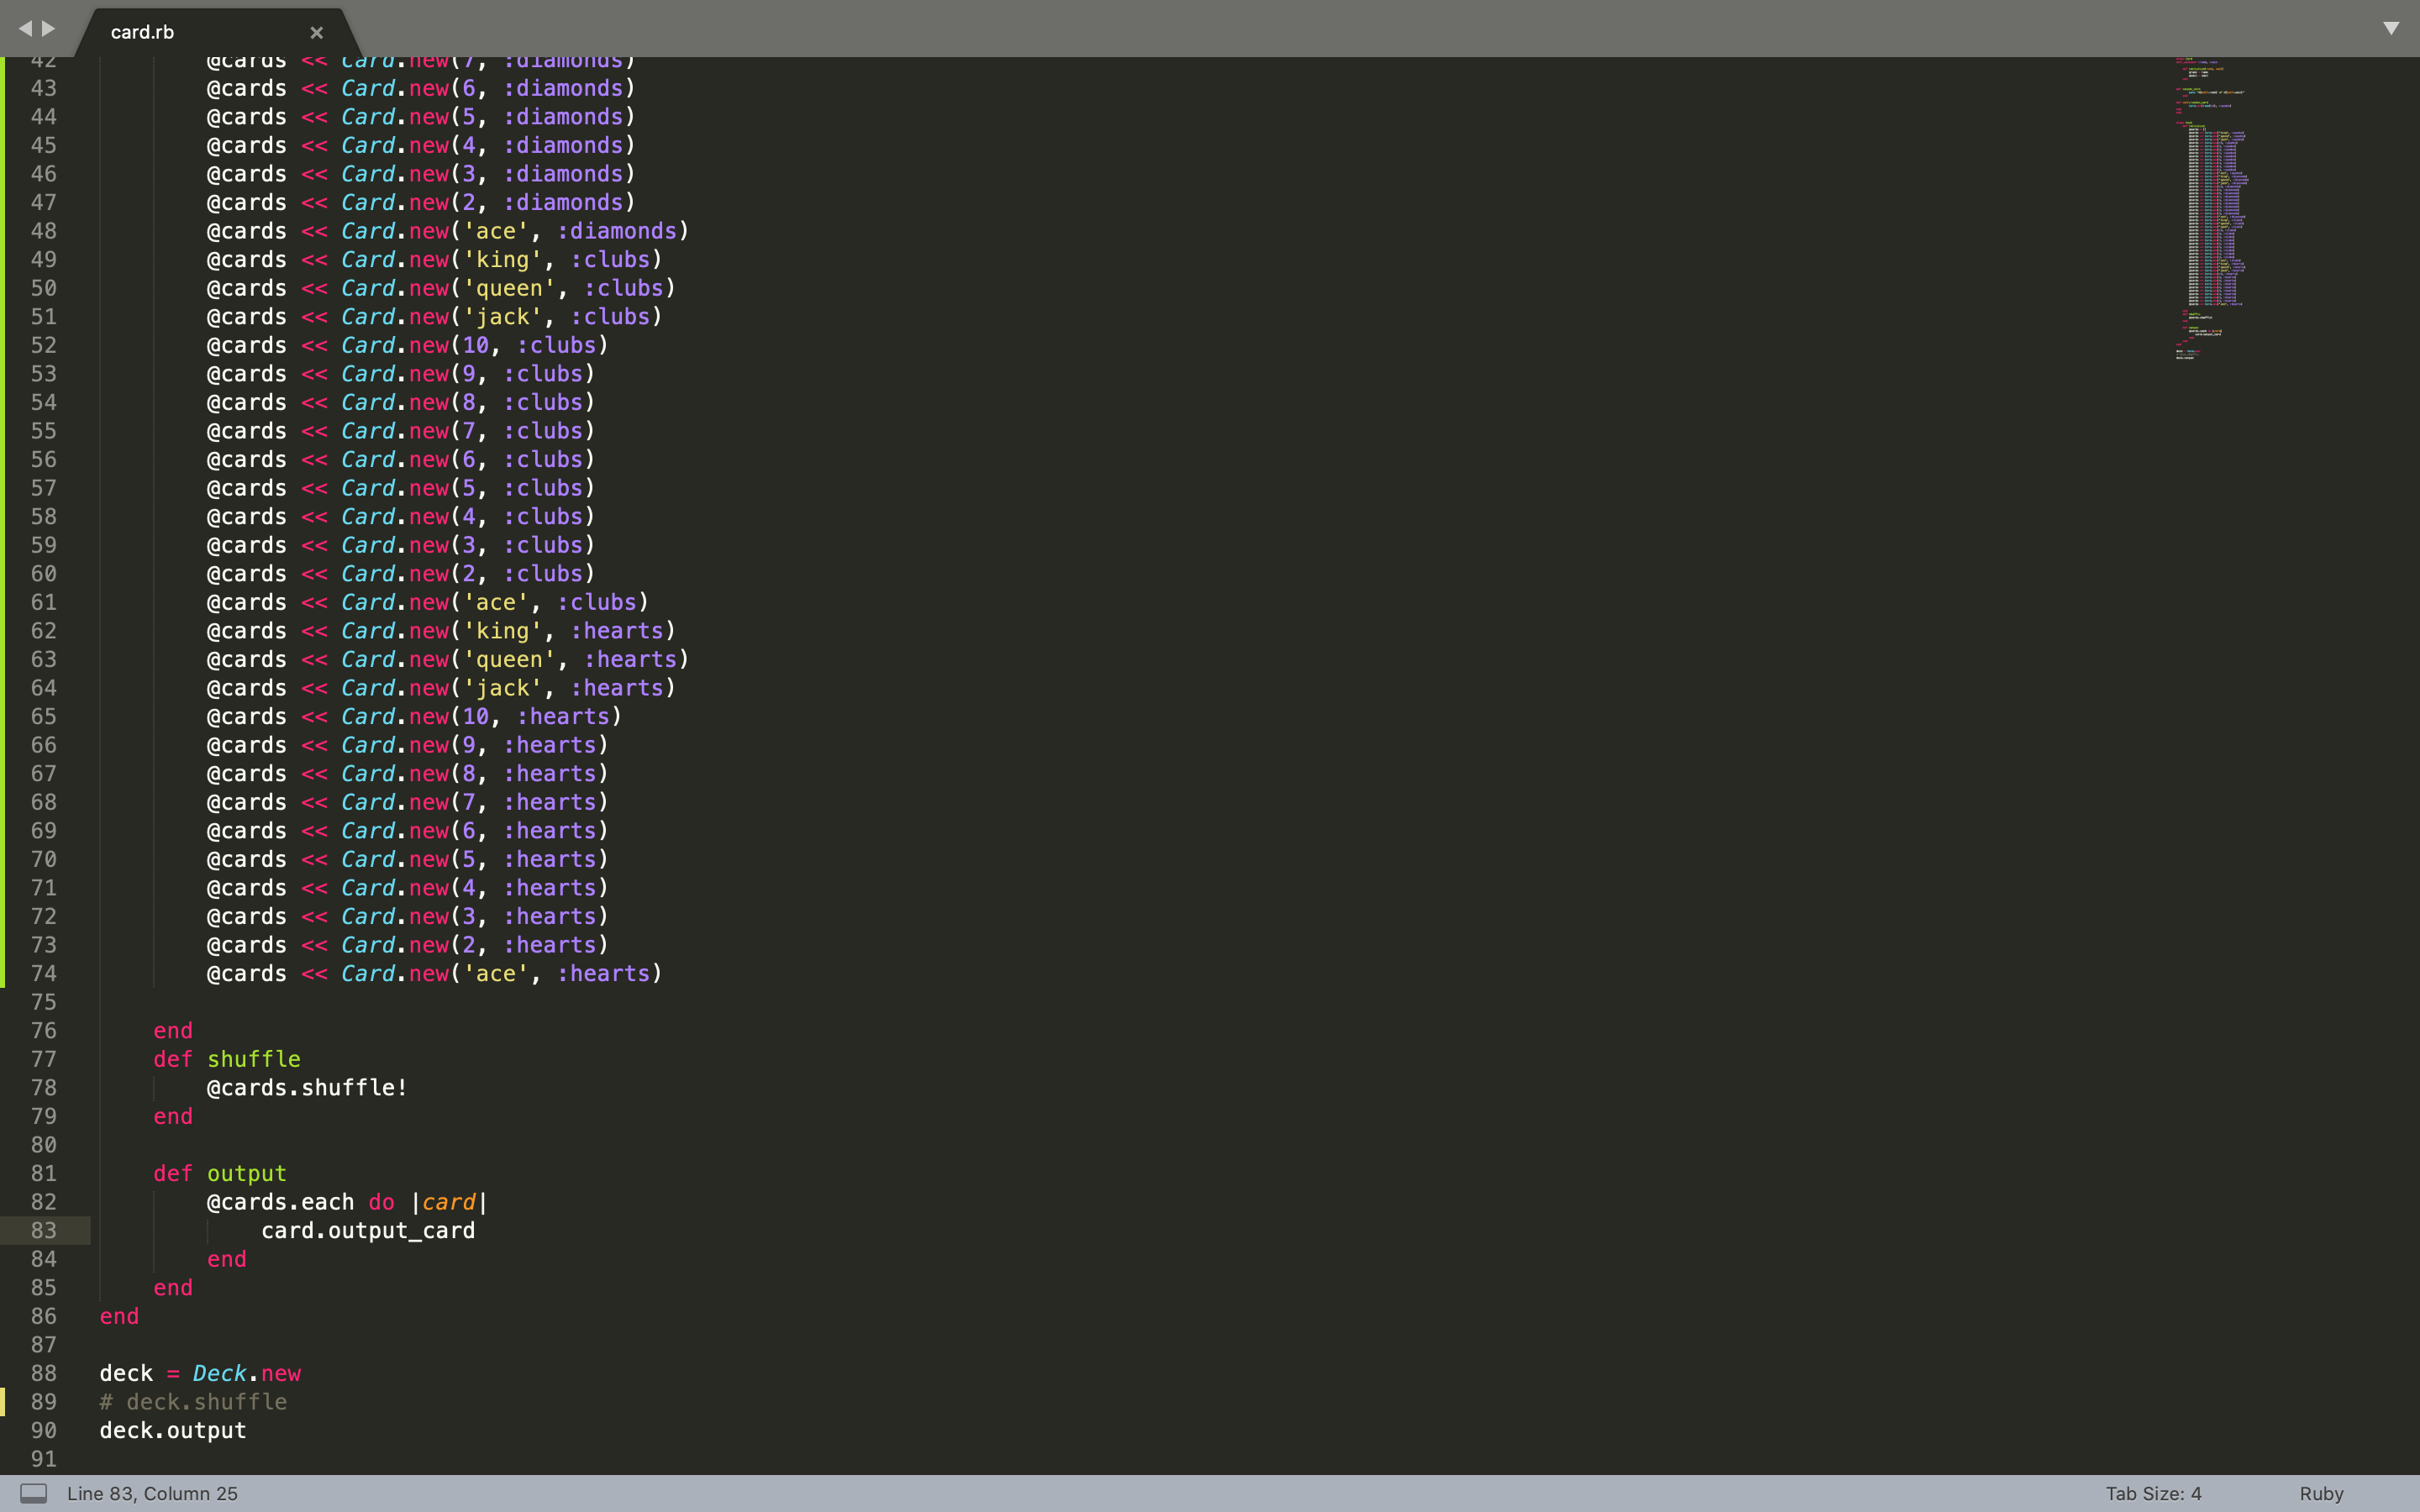 card.rb
42 @cards << Card.new(7, :diamonds)
43 @cards << Card.new(6, :diamonds)
44 @cards << Card.new(5, :diamonds)
45 @cards << Card.new(4, :diamonds)
46 @cards << Card.new(3, :diamonds)
47 @cards << Card.new(2, :diamonds)
48 @cards << Card.new('ace', :diamonds)
49 @cards << Card.new('king', :clubs)
50 @cards << Card.new('queen', :clubs)
51 @cards << Card.new('jack', :clubs)
52 @cards << Card.new(10, :clubs)
53 @cards << Card.new(9, :clubs)
54 @cards << Card.new(8, :clubs)
55 @cards << Card.new(7, :clubs)
56 @cards << Card.new(6, :clubs)
57 @cards << Card.new(5, :clubs)
58 @cards << Card.new(4, :clubs)
59 @cards << Card.new(3, :clubs)
60 @cards << Card.new(2, :clubs)
61 @cards << Card.new('ace', :clubs)
62 @cards << Card.new('king', :hearts)
63 @cards << Card.new('queen', :hearts)
64 @cards << Card.new('jack', :hearts)
65 @cards << Card.new(10, :hearts)
66 @cards << Card.new(9, :hearts)
67 @cards << Card.new(8, :hearts)
68 @cards << Card.new(7, :hearts)
69 @cards << Card.new(6, :hearts)
70 @cards << Card.new(5, :hearts)
71 @cards << Card.new(4, :hearts)
72 @cards << Card.new(3, :hearts)
73 @cards << Card.new(2, :hearts)
74 @cards << Card.new('ace', :hearts)
75
76 end
77 def shuffle
78 @cards.shuffle!
79 end
80
81 def output
82 @cards.each do |card|
83 card.output_card
84 end
85 end
86 end
87
88 deck = Deck.new
89 # deck.shuffle
90 deck.output
91
Line 83, Column 25
Tab Size: 4
Ruby